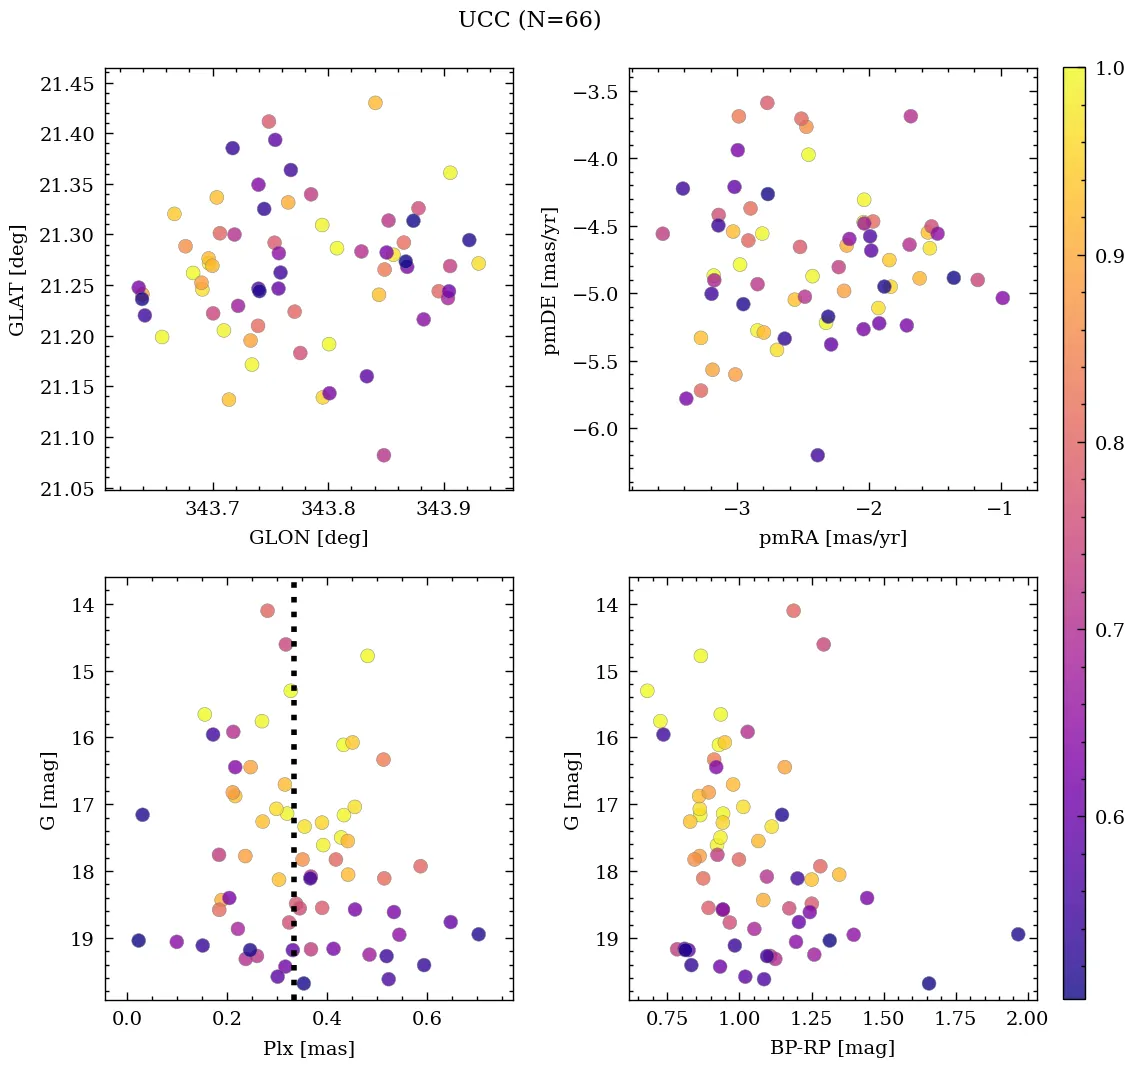 UCC (N=66)
21.45
21.40
21.35
21.30
21.25
21.20
21.15
21.10
21.05
GLAT [deg]
343.7 343.8 343.9
GLON [deg]
−3.5
−4.0
−4.5
−5.0
−5.5
−6.0
pmDE [mas/yr]
−3 −2 −1
pmRA [mas/yr]
14
15
16
17
18
19
G [mag]
0.0 0.2 0.4 0.6
Plx [mas]
14
15
16
17
18
19
G [mag]
0.75 1.00 1.25 1.50 1.75 2.00
BP-RP [mag]
1.0
0.9
0.8
0.7
0.6